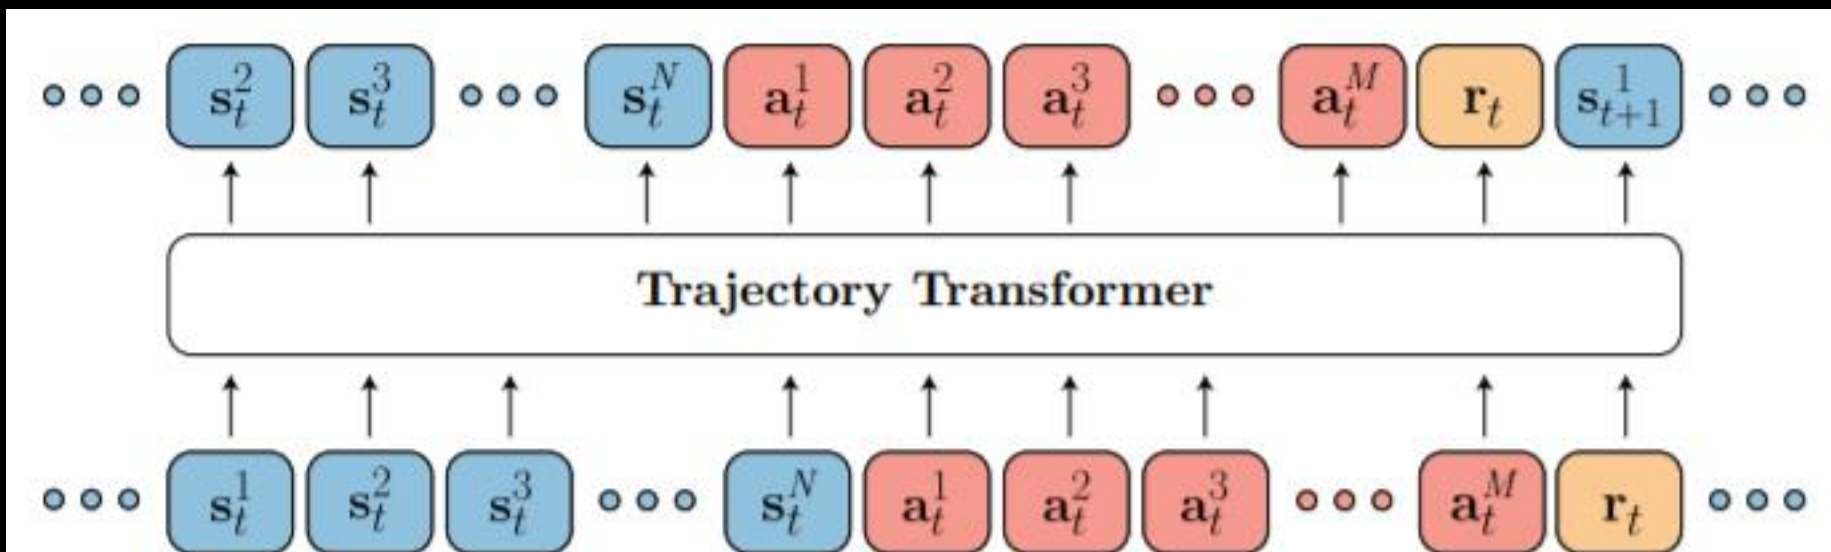 s_t^2 s_t^3 s_t^N a_t^1 a_t^2 a_t^3 a_t^M r_t s_{t+1}^1
Trajectory Transformer
s_t^1 s_t^2 s_t^3 s_t^N a_t^1 a_t^2 a_t^3 a_t^M r_t